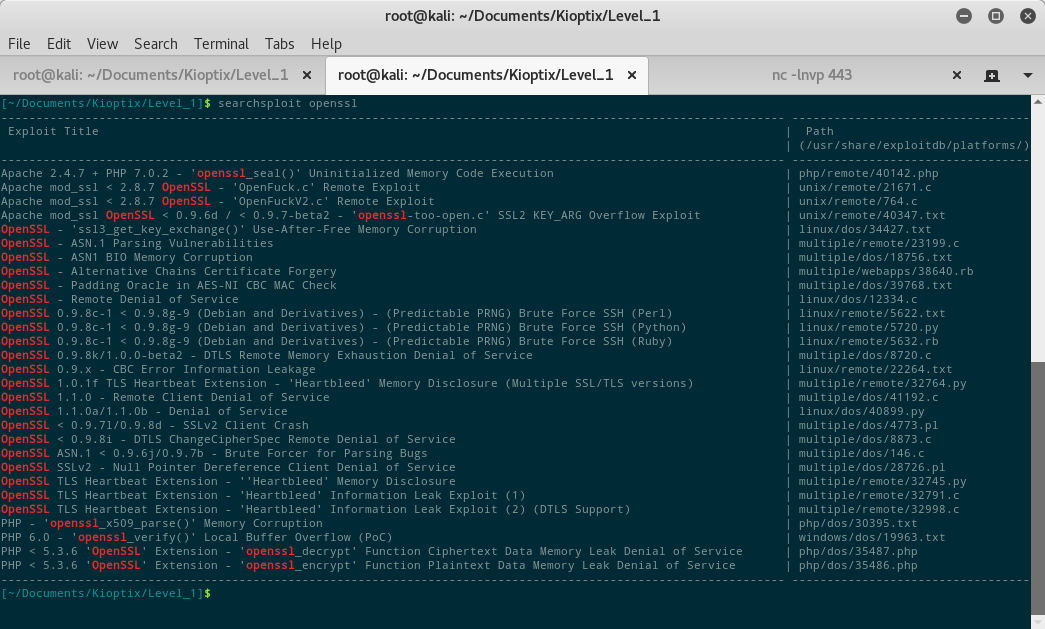 root@kali: ~/Documents/Kioptix/Level_1
File Edit View Search Terminal Tabs Help
root@kali: ~/Documents/Kioptix/Level_1 × root@kali: ~/Documents/Kioptix/Level_1 × nc -lnvp 443 ×
[~/Documents/Kioptix/Level_1]$ searchsploit openssl
--------------------------------------------------------------------------------------------------------------- ----------------------------------
Exploit Title | Path
| (/usr/share/exploitdb/platforms/)
--------------------------------------------------------------------------------------------------------------- ----------------------------------
Apache 2.4.7 + PHP 7.0.2 - 'openssl_seal()' Uninitialized Memory Code Execution | php/remote/40142.php
Apache mod_ssl < 2.8.7 OpenSSL - 'OpenFuck.c' Remote Exploit | unix/remote/21671.c
Apache mod_ssl < 2.8.7 OpenSSL - 'OpenFuckV2.c' Remote Exploit | unix/remote/764.c
Apache mod_ssl OpenSSL < 0.9.6d / < 0.9.7-beta2 - 'openssl-too-open.c' SSL2 KEY_ARG Overflow Exploit | unix/remote/40347.txt
OpenSSL - 'ssl3_get_key_exchange()' Use-After-Free Memory Corruption | linux/dos/34427.txt
OpenSSL - ASN.1 Parsing Vulnerabilities | multiple/remote/23199.c
OpenSSL - ASN1 BIO Memory Corruption | multiple/dos/18756.txt
OpenSSL - Alternative Chains Certificate Forgery | multiple/webapps/38640.rb
OpenSSL - Padding Oracle in AES-NI CBC MAC Check | multiple/dos/39768.txt
OpenSSL - Remote Denial of Service | linux/dos/12334.c
OpenSSL 0.9.8c-1 < 0.9.8g-9 (Debian and Derivatives) - (Predictable PRNG) Brute Force SSH (Perl) | linux/remote/5622.txt
OpenSSL 0.9.8c-1 < 0.9.8g-9 (Debian and Derivatives) - (Predictable PRNG) Brute Force SSH (Python) | linux/remote/5720.py
OpenSSL 0.9.8c-1 < 0.9.8g-9 (Debian and Derivatives) - (Predictable PRNG) Brute Force SSH (Ruby) | linux/remote/5632.rb
OpenSSL 0.9.8k/1.0.0-beta2 - DTLS Remote Memory Exhaustion Denial of Service | multiple/dos/8720.c
OpenSSL 0.9.x - CBC Error Information Leakage | linux/remote/22264.txt
OpenSSL 1.0.1f TLS Heartbeat Extension - 'Heartbleed' Memory Disclosure (Multiple SSL/TLS versions) | multiple/remote/32764.py
OpenSSL 1.1.0 - Remote Client Denial of Service | multiple/dos/41192.c
OpenSSL 1.1.0a/1.1.0b - Denial of Service | linux/dos/40899.py
OpenSSL < 0.9.7l/0.9.8d - SSLv2 Client Crash | multiple/dos/4773.pl
OpenSSL < 0.9.8i - DTLS ChangeCipherSpec Remote Denial of Service | multiple/dos/8873.c
OpenSSL ASN.1 < 0.9.6j/0.9.7b - Brute Forcer for Parsing Bugs | multiple/dos/146.c
OpenSSL SSLv2 - Null Pointer Dereference Client Denial of Service | multiple/dos/28726.pl
OpenSSL TLS Heartbeat Extension - ''Heartbleed' Memory Disclosure | multiple/remote/32745.py
OpenSSL TLS Heartbeat Extension - 'Heartbleed' Information Leak Exploit (1) | multiple/remote/32791.c
OpenSSL TLS Heartbeat Extension - 'Heartbleed' Information Leak Exploit (2) (DTLS Support) | multiple/remote/32998.c
PHP - 'openssl_x509_parse()' Memory Corruption | php/dos/30395.txt
PHP 6.0 - 'openssl_verify()' Local Buffer Overflow (PoC) | windows/dos/19963.txt
PHP < 5.3.6 'OpenSSL' Extension - 'openssl_decrypt' Function Ciphertext Data Memory Leak Denial of Service | php/dos/35487.php
PHP < 5.3.6 'OpenSSL' Extension - 'openssl_encrypt' Function Plaintext Data Memory Leak Denial of Service | php/dos/35486.php
--------------------------------------------------------------------------------------------------------------- ----------------------------------
[~/Documents/Kioptix/Level_1]$